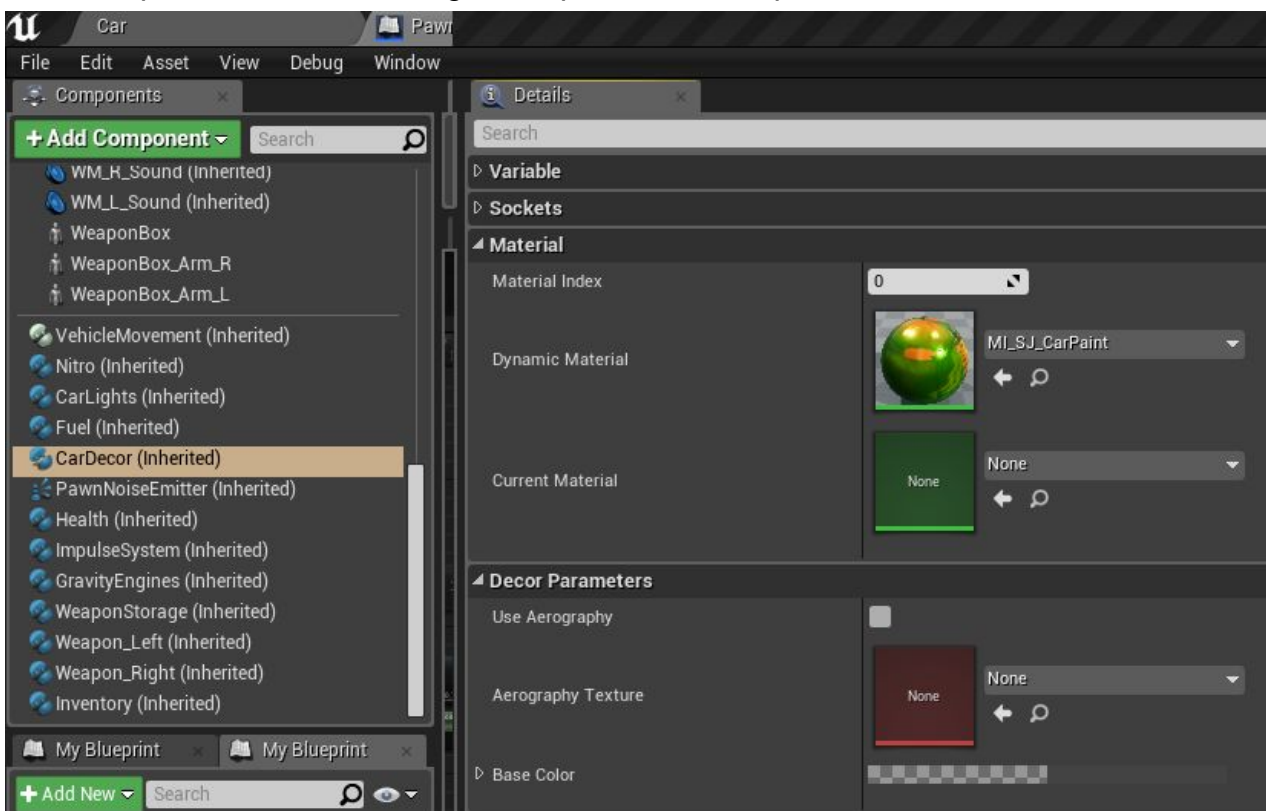 Car
Pawn
File Edit Asset View Debug Window
Components
+ Add Component
Search
WM_R_Sound (Inherited)
WM_L_Sound (Inherited)
WeaponBox
WeaponBox_Arm_R
WeaponBox_Arm_L
VehicleMovement (Inherited)
Nitro (Inherited)
CarLights (Inherited)
Fuel (Inherited)
CarDecor (Inherited)
PawnNoiseEmitter (Inherited)
Health (Inherited)
ImpulseSystem (Inherited)
GravityEngines (Inherited)
WeaponStorage (Inherited)
Weapon_Left (Inherited)
Weapon_Right (Inherited)
Inventory (Inherited)
My Blueprint
My Blueprint
+ Add New
Search
Details
Search
Variable
Sockets
Material
Material Index
0
Dynamic Material
MI_SJ_CarPaint
Current Material
None
None
Decor Parameters
Use Aerography
Aerography Texture
None
None
Base Color